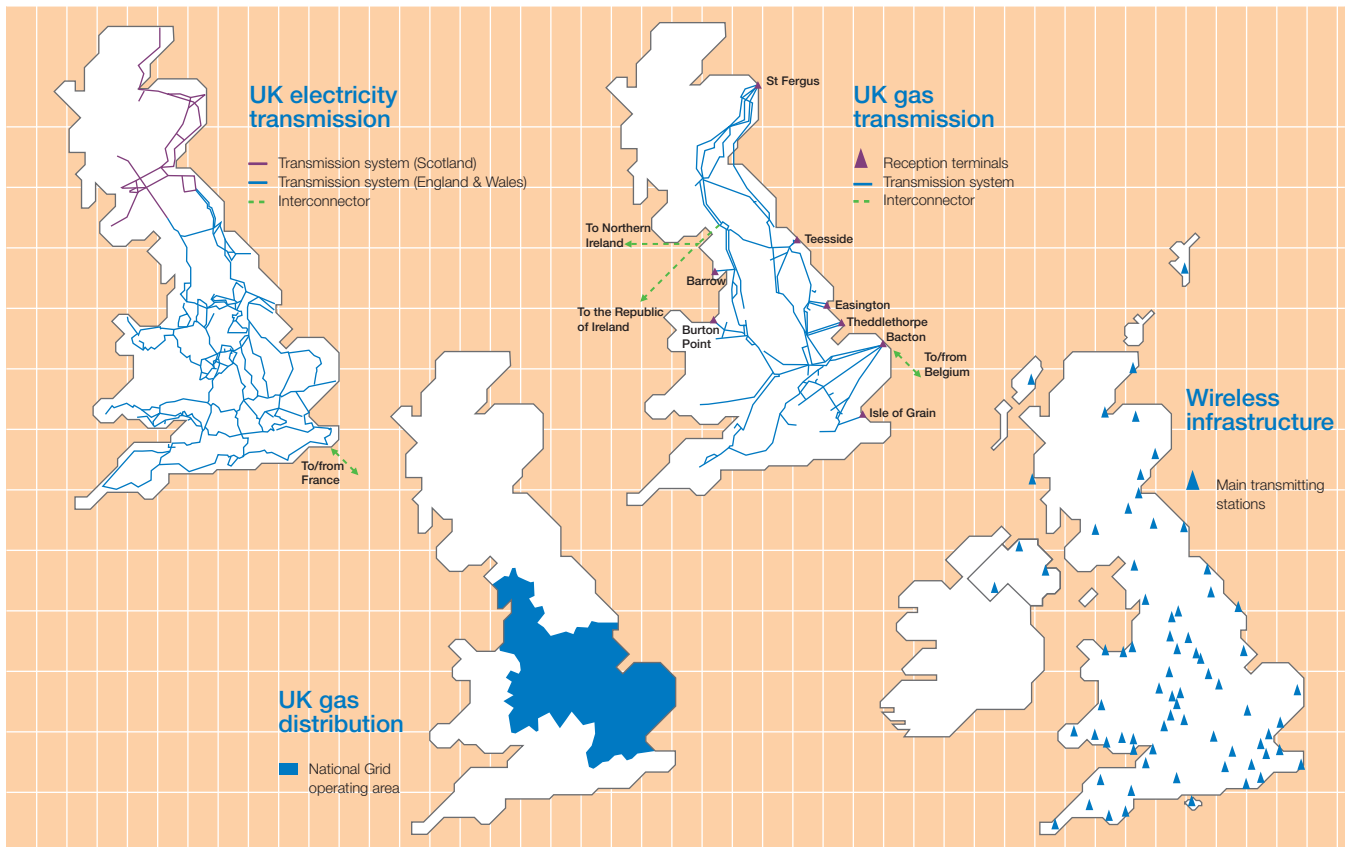 UK electricity
transmission
Transmission system (Scotland)
Transmission system (England & Wales)
Interconnector
To/from
France
UK gas
transmission
Reception terminals
Transmission system
Interconnector
St Fergus
To Northern
Ireland
Teesside
Barrow
To the Republic
of Ireland
Easington
Theddlethorpe
Burton
Point
Bacton
To/from
Belgium
Isle of Grain
UK gas
distribution
National Grid
operating area
Wireless
infrastructure
Main transmitting
stations